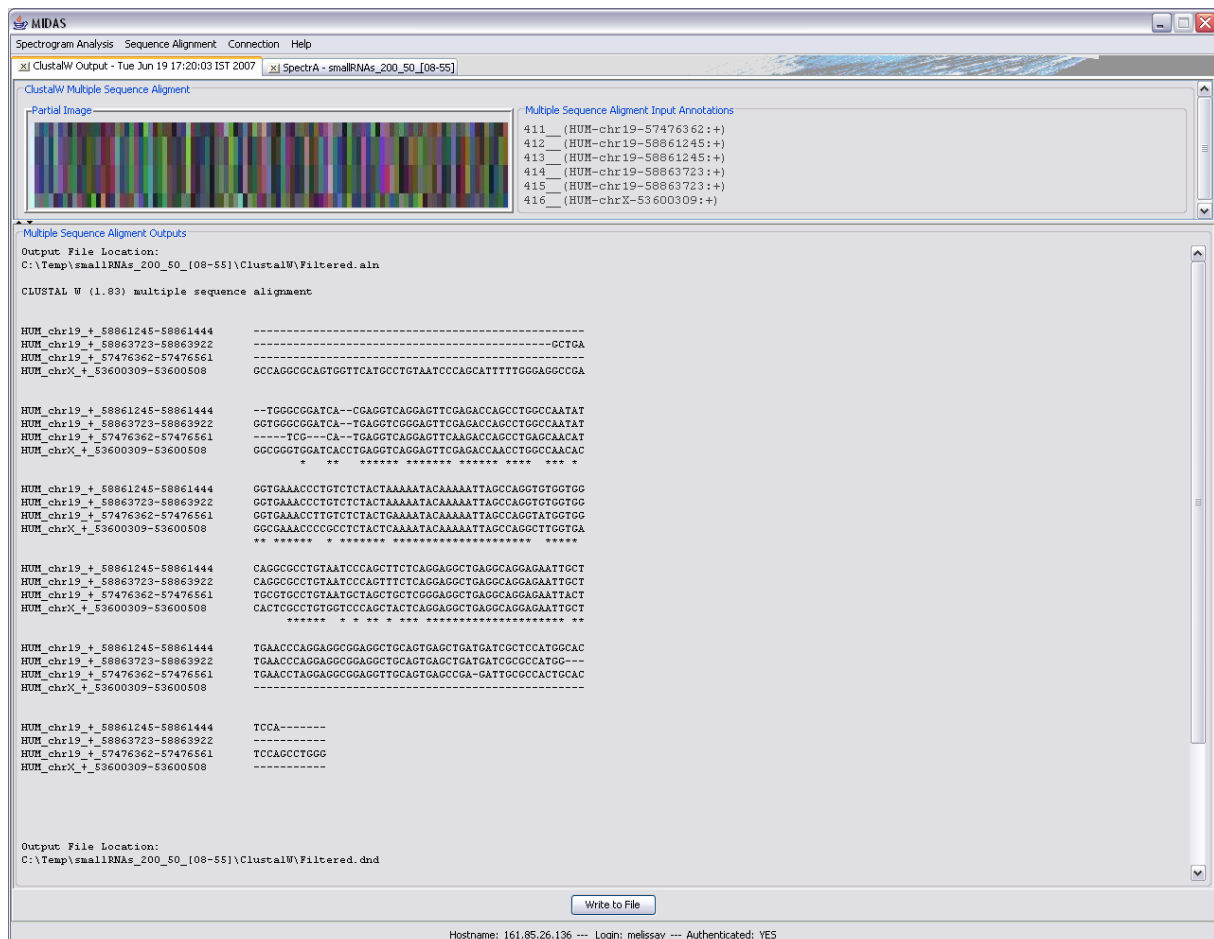 MIDAS
Spectrogram Analysis Sequence Alignment Connection Help
ClustalW Output - Tue Jun 19 17:20:03 IST 2007 SpectrA - smallRNAs_200_50_[08-55]
ClustalW Multiple Sequence Aligment
Partial Image
Multiple Sequence Aligment Input Annotations
411__(HUM-chr19-57476362:+)
412__(HUM-chr19-58861245:+)
413__(HUM-chr19-58861245:+)
414__(HUM-chr19-58863723:+)
415__(HUM-chr19-58863723:+)
416__(HUM-chrX-53600309:+)
Multiple Sequence Aligment Outputs
Output File Location:
C:\Temp\smallRNAs_200_50_[08-55]\ClustalW\Filtered.aln
CLUSTAL W (1.83) multiple sequence alignment
HUM_chr19_+_58861245-58861444 --------------------------------------------------
HUM_chr19_+_58863723-58863922 ---------------------------------------------GCTGA
HUM_chr19_+_57476362-57476561 --------------------------------------------------
HUM_chrX_+_53600309-53600508 GCCAGGCGCAGTGGTTCATGCCTGTAATCCCAGCATTTTTGGGAGGCCGA
HUM_chr19_+_58861245-58861444 --TGGGCGGATCA--CGAGGTCAGGAGTTCGAGACCAGCCTGGCCAATAT
HUM_chr19_+_58863723-58863922 GGTGGGCGGATCA--TGAGGTCGGGAGTTCGAGACCAGCCTGGCCAATAT
HUM_chr19_+_57476362-57476561 -----TCG---CA--TGAGGTCAGGAGTTCAAGACCAGCCTGAGCAACAT
HUM_chrX_+_53600309-53600508 GGCGGGTGGATCACCTGAGGTCAGGAGTTCGAGACCAACCTGGCCAACAC
* ** ****** ******* ****** **** *** *
HUM_chr19_+_58861245-58861444 GGTGAAACCCTGTCTCTACTAAAAATACAAAAATTAGCCAGGTGTGGTGG
HUM_chr19_+_58863723-58863922 GGTGAAACCCTGTCTCTACTAAAAATACAAAAATTAGCCAGGTGTGGTGG
HUM_chr19_+_57476362-57476561 GGTGAAACCTTGTCTCTACTGAAAATACAAAAATTAGCCAGGTATGGTGG
HUM_chrX_+_53600309-53600508 GGCGAAACCCCGCCTCTACTCAAAATACAAAAATTAGCCAGGCTTGGTGA
** ****** * ******* ********************* *****
HUM_chr19_+_58861245-58861444 CAGGCGCCTGTAATCCCAGCTTCTCAGGAGGCTGAGGCAGGAGAATTGCT
HUM_chr19_+_58863723-58863922 CAGGCGCCTGTAATCCCAGTTTCTCAGGAGGCTGAGGCAGGAGAATTGCT
HUM_chr19_+_57476362-57476561 TGCGTGCCTGTAATGCTAGCTGCTCGGGAGGCTGAGGCAGGAGAATTACT
HUM_chrX_+_53600309-53600508 CACTCGCCTGTGGTCCCAGCTACTCAGGAGGCTGAGGCAGGAGAATTGCT
****** * * ** * *** ********************* **
HUM_chr19_+_58861245-58861444 TGAACCCAGGAGGCGGAGGCTGCAGTGAGCTGATGATCGCTCCATGGCAC
HUM_chr19_+_58863723-58863922 TGAACCCAGGAGGCGGAGGCTGCAGTGAGCTGATGATCGCGCCATGG---
HUM_chr19_+_57476362-57476561 TGAACCTAGGAGGCGGAGGTTGCAGTGAGCCGA-GATTGCGCCACTGCAC
HUM_chrX_+_53600309-53600508 --------------------------------------------------
HUM_chr19_+_58861245-58861444 TCCA-------
HUM_chr19_+_58863723-58863922 -----------
HUM_chr19_+_57476362-57476561 TCCAGCCTGGG
HUM_chrX_+_53600309-53600508 -----------
Output File Location:
C:\Temp\smallRNAs_200_50_[08-55]\ClustalW\Filtered.dnd
Write to File
Hostname: 161.85.26.136 --- Login: melissay --- Authenticated: YES